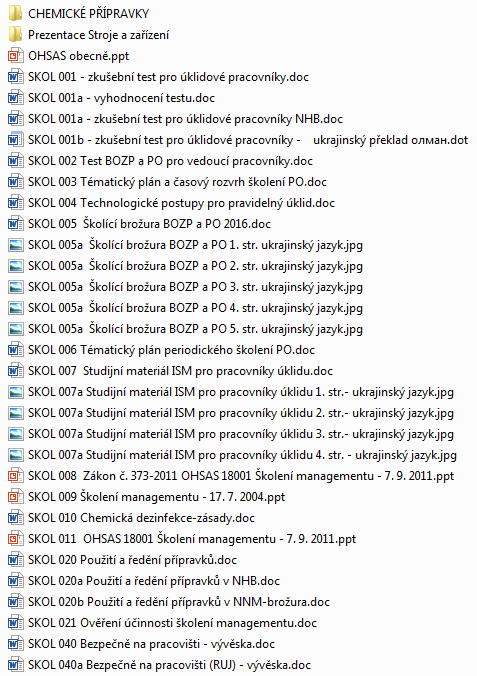 CHEMICKÉ PŘÍPRAVKY
Prezentace Stroje a zařízení
OHSAS obecně.ppt
SKOL 001 - zkušební test pro úklidové pracovníky.doc
SKOL 001a - vyhodnocení testu.doc
SKOL 001a - zkušební test pro úklidové pracovníky NHB.doc
SKOL 001b - zkušební test pro úklidové pracovníky - ukrajinský překlad олман.dot
SKOL 002 Test BOZP a PO pro vedoucí pracovníky.doc
SKOL 003 Tématický plán a časový rozvrh školení PO.doc
SKOL 004 Technologické postupy pro pravidelný úklid.doc
SKOL 005 Školící brožura BOZP a PO 2016.doc
SKOL 005a Školící brožura BOZP a PO 1. str. ukrajinský jazyk.jpg
SKOL 005a Školící brožura BOZP a PO 2. str. ukrajinský jazyk.jpg
SKOL 005a Školící brožura BOZP a PO 3. str. ukrajinský jazyk.jpg
SKOL 005a Školící brožura BOZP a PO 4. str. ukrajinský jazyk.jpg
SKOL 005a Školící brožura BOZP a PO 5. str. ukrajinský jazyk.jpg
SKOL 006 Tématický plán periodického školení PO.doc
SKOL 007 Studijní materiál ISM pro pracovníky úklidu.doc
SKOL 007a Studijní materiál ISM pro pracovníky úklidu 1. str.- ukrajinský jazyk.jpg
SKOL 007a Studijní materiál ISM pro pracovníky úklidu 2. str.- ukrajinský jazyk.jpg
SKOL 007a Studijní materiál ISM pro pracovníky úklidu 3. str.- ukrajinský jazyk.jpg
SKOL 007a Studijní materiál ISM pro pracovníky úklidu 4. str. - ukrajinský jazyk.jpg
SKOL 008 Zákon č. 373-2011 OHSAS 18001 Školení managementu - 7. 9. 2011.ppt
SKOL 009 Školení managementu - 17. 7. 2004.ppt
SKOL 010 Chemická dezinfekce-zásady.doc
SKOL 011 OHSAS 18001 Školení managementu - 7. 9. 2011.ppt
SKOL 020 Použití a ředění přípravků.doc
SKOL 020a Použití a ředění přípravků v NHB.doc
SKOL 020b Použití a ředění přípravků v NNM-brožura.doc
SKOL 021 Ověření účinnosti školení managementu.doc
SKOL 040 Bezpečně na pracovišti - vývěska.doc
SKOL 040a Bezpečně na pracovišti (RUJ) - vývěska.doc